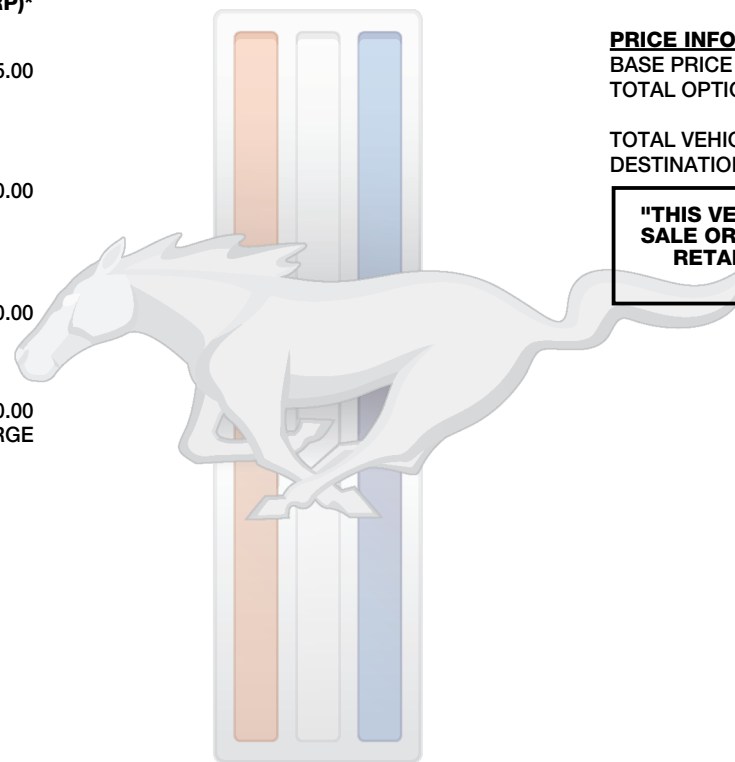 RP)*
5.00
0.00
0.00
0.00
RGE
PRICE INFO
BASE PRICE
TOTAL OPTIO
TOTAL VEHIC
DESTINATION
"THIS VE
SALE OR
RETAI